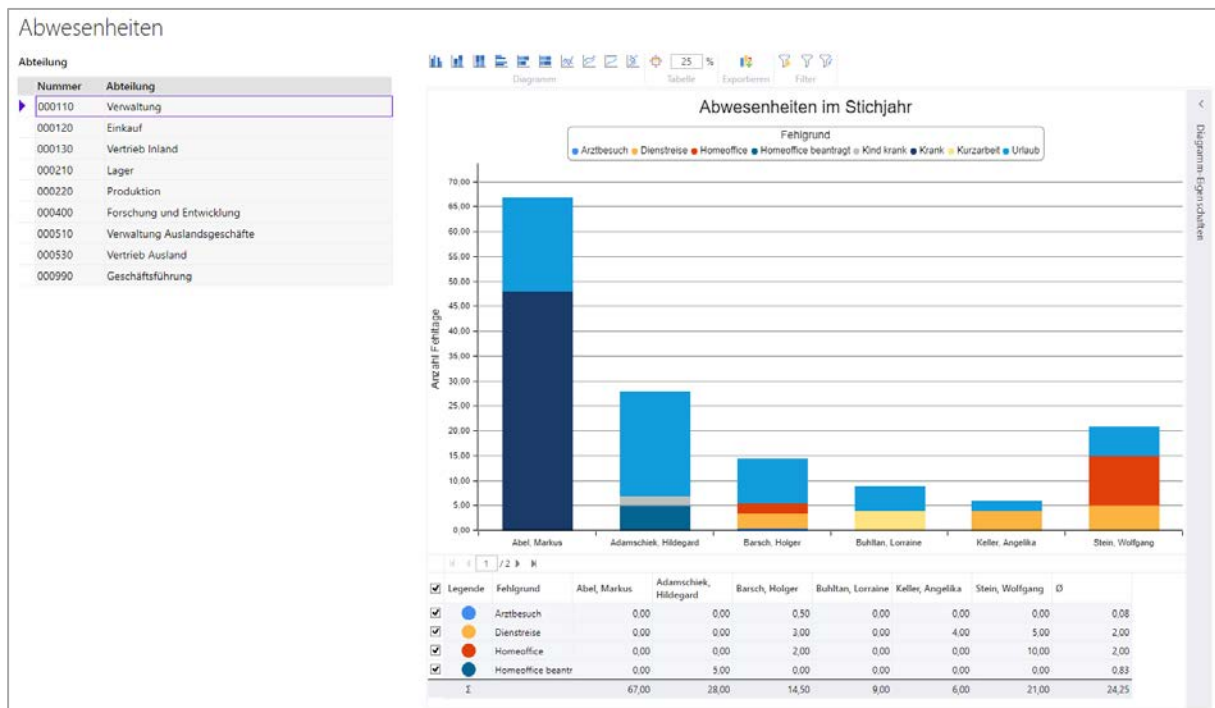 Abwesenheiten
Abteilung
Nummer Abteilung
000110 Verwaltung
000120 Einkauf
000130 Vertrieb Inland
000210 Lager
000220 Produktion
000400 Forschung und Entwicklung
000510 Verwaltung Auslandsgeschäfte
000530 Vertrieb Ausland
000990 Geschäftsführung
25 %
Diagramm Tabelle Exportieren Filter
Abwesenheiten im Stichjahr
Fehlgrund
Arztbesuch Dienstreise Homeoffice Homeoffice beantragt Kind krank Krank Kurzarbeit Urlaub
Anzahl Fehltage
70,00
65,00
60,00
55,00
50,00
45,00
40,00
35,00
30,00
25,00
20,00
15,00
10,00
5,00
0,00
Abel, Markus Adamschiek, Hildegard Barsch, Holger Buhltan, Lorraine Keller, Angelika Stein, Wolfgang
Diagramm-Eigenschaften
1 / 2
Legende Fehlgrund Abel, Markus Adamschiek, Hildegard Barsch, Holger Buhltan, Lorraine Keller, Angelika Stein, Wolfgang Ø
Arztbesuch 0,00 0,00 0,50 0,00 0,00 0,00 0,08
Dienstreise 0,00 0,00 3,00 0,00 4,00 5,00 2,00
Homeoffice 0,00 0,00 2,00 0,00 0,00 10,00 2,00
Homeoffice beantr 0,00 5,00 0,00 0,00 0,00 0,00 0,83
Σ 67,00 28,00 14,50 9,00 6,00 21,00 24,25